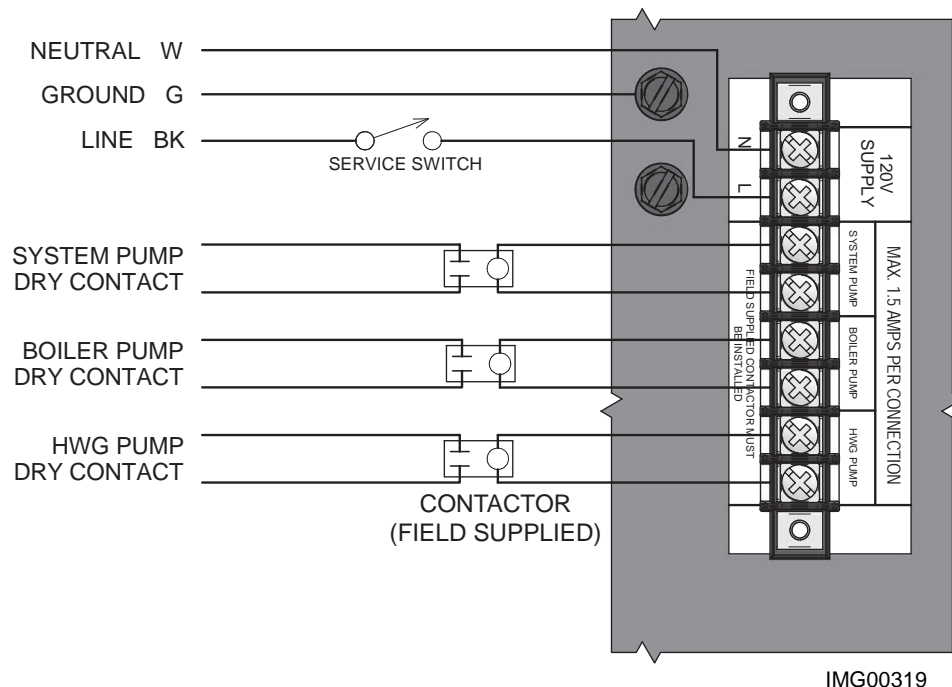 NEUTRAL W
GROUND G
LINE BK
SERVICE SWITCH
SYSTEM PUMP
DRY CONTACT
BOILER PUMP
DRY CONTACT
HWG PUMP
DRY CONTACT
CONTACTOR
(FIELD SUPPLIED)
N
L
120V
SUPPLY
SYSTEM PUMP
BOILER PUMP
HWG PUMP
MAX. 1.5 AMPS PER CONNECTION
FIELD SUPPLIED CONTACTOR MUST
BE INSTALLED
IMG00319